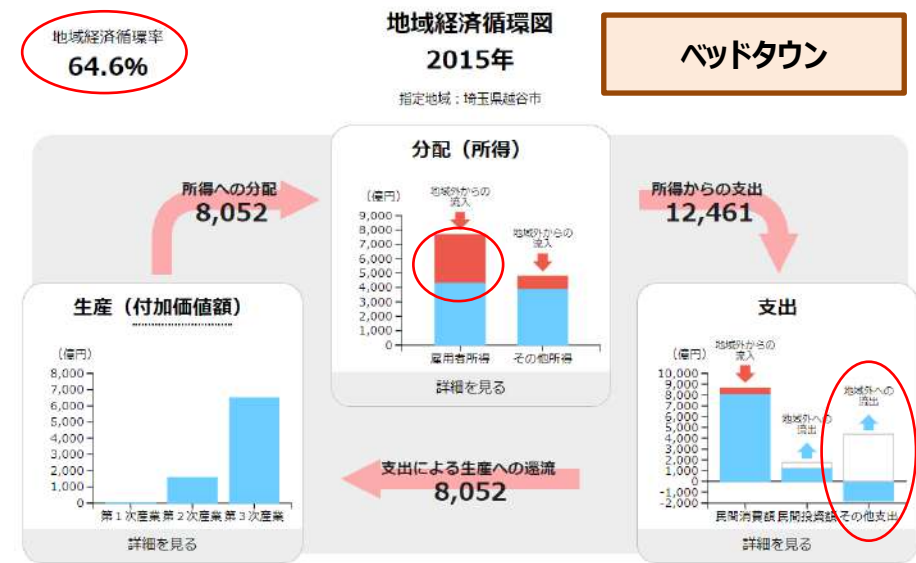 地域経済循環率
64.6%
地域経済循環図
2015年
指定地域：埼玉県越谷市
ベッドタウン
分配（所得）
所得への分配
8,052
所得からの支出
12,461
（億円）
地域外からの
流入
地域外からの
流入
9,000
8,000
7,000
6,000
5,000
4,000
3,000
2,000
1,000
0
雇用者所得
その他所得
詳細を見る
生産（付加価値額）
（億円）
8,000
7,000
6,000
5,000
4,000
3,000
2,000
1,000
0
第１次産業
第２次産業
第３次産業
詳細を見る
支出
（億円）
地域外からの
流入
地域外への
流出
地域外への
流出
10,000
9,000
8,000
7,000
6,000
5,000
4,000
3,000
2,000
1,000
0
-1,000
-2,000
民間消費額
民間投資額
その他支出
詳細を見る
支出による生産への還流
8,052